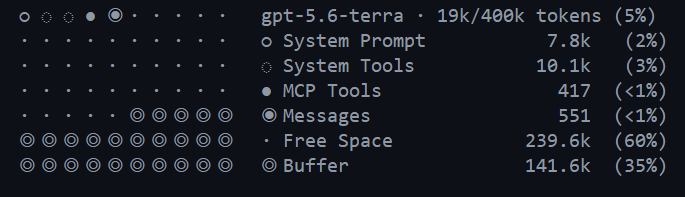 ○ ◌ ◌ ● ◉ · · · · · gpt-5.6-terra · 19k/400k tokens (5%)
· · · · · · · · · · ○ System Prompt 7.8k (2%)
· · · · · · · · · · ◌ System Tools 10.1k (3%)
· · · · · · · · · · ● MCP Tools 417 (<1%)
· · · · · ◎ ◎ ◎ ◎ ◎ ◉ Messages 551 (<1%)
◎ ◎ ◎ ◎ ◎ ◎ ◎ ◎ ◎ ◎ · Free Space 239.6k (60%)
◎ ◎ ◎ ◎ ◎ ◎ ◎ ◎ ◎ ◎ ◎ Buffer 141.6k (35%)